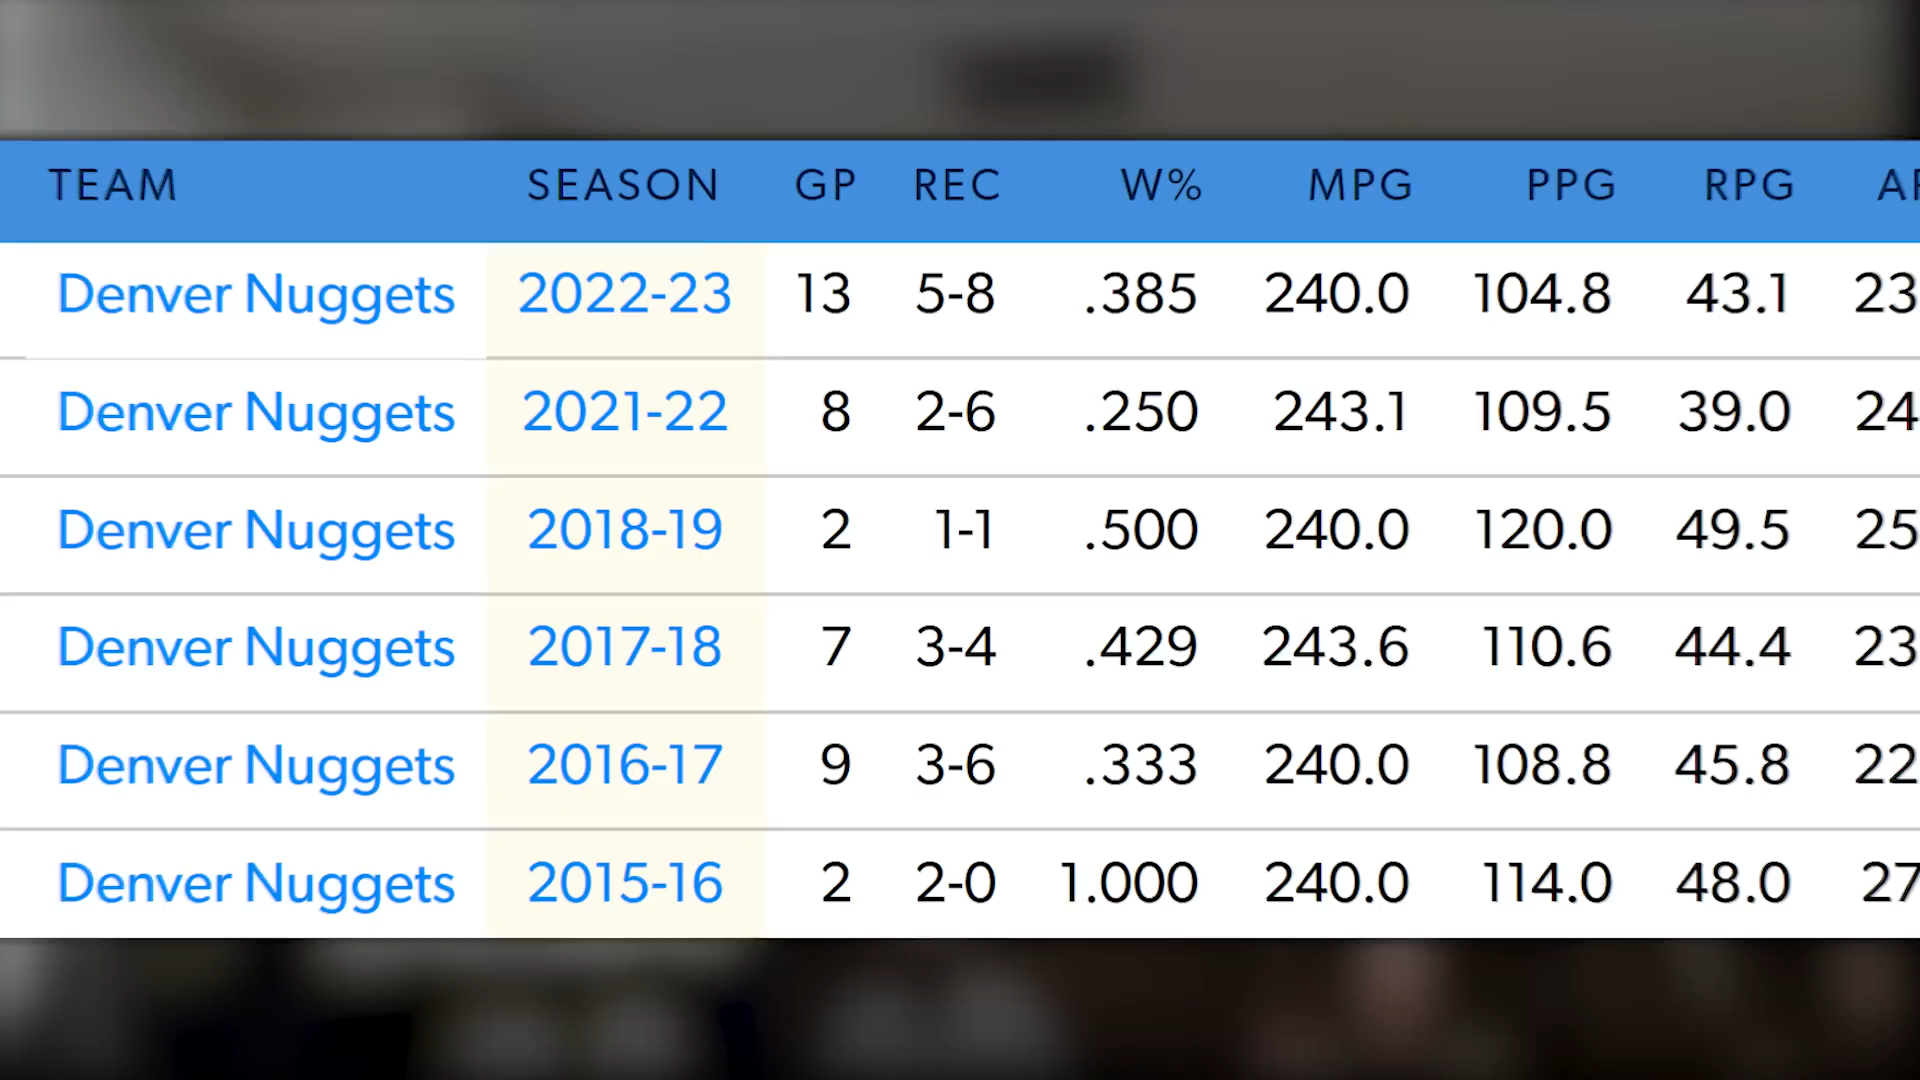 TEAM SEASON GP REC W% MPG PPG RPG
Denver Nuggets 2022-23 13 5-8 .385 240.0 104.8 43.1 23
Denver Nuggets 2021-22 8 2-6 .250 243.1 109.5 39.0 24
Denver Nuggets 2018-19 2 1-1 .500 240.0 120.0 49.5 25
Denver Nuggets 2017-18 7 3-4 .429 243.6 110.6 44.4 23
Denver Nuggets 2016-17 9 3-6 .333 240.0 108.8 45.8 22
Denver Nuggets 2015-16 2 2-0 1.000 240.0 114.0 48.0 27